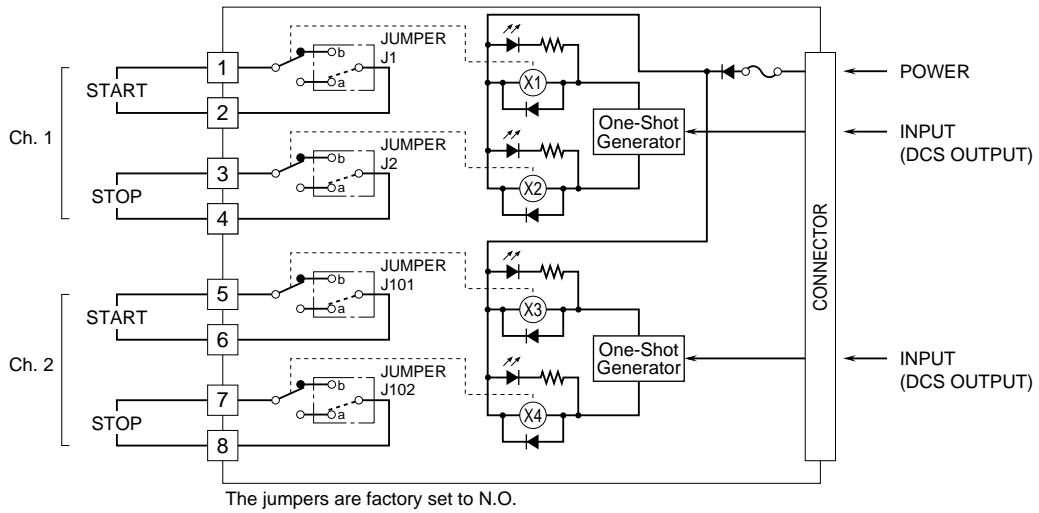 Ch. 1
START
1
2
JUMPER
J1
b
a
X1
STOP
3
4
JUMPER
J2
b
a
X2
One-Shot
Generator
POWER
INPUT
(DCS OUTPUT)
CONNECTOR
Ch. 2
START
5
6
JUMPER
J101
b
a
X3
STOP
7
8
JUMPER
J102
b
a
X4
One-Shot
Generator
INPUT
(DCS OUTPUT)
The jumpers are factory set to N.O.